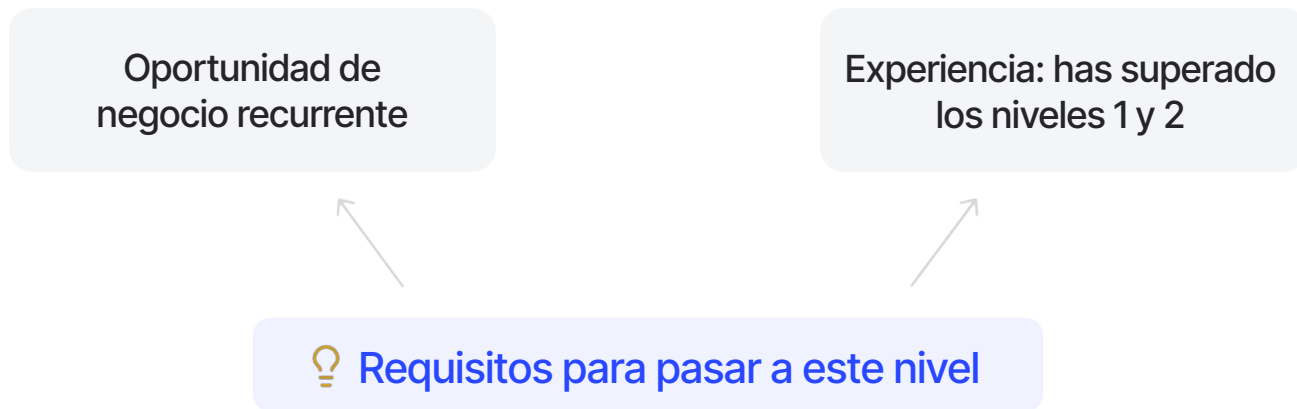 Oportunidad de
negocio recurrente
Experiencia: has superado
los niveles 1 y 2
Requisitos para pasar a este nivel